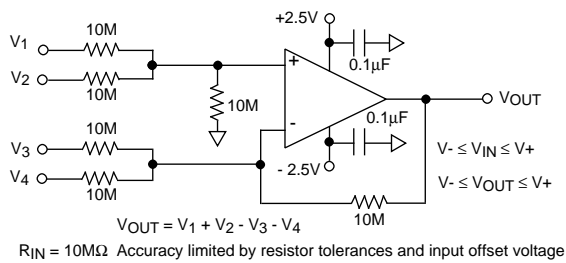 +2.5V
10M
V1
0.1µF
V2
10M
+
10M
0.1µF
VOUT
10M
-
V3
V- ≤ VIN ≤ V+
V4
- 2.5V
10M
V- ≤ VOUT ≤ V+
10M
VOUT = V1 + V2 - V3 - V4
RIN = 10MΩ Accuracy limited by resistor tolerances and input offset voltage